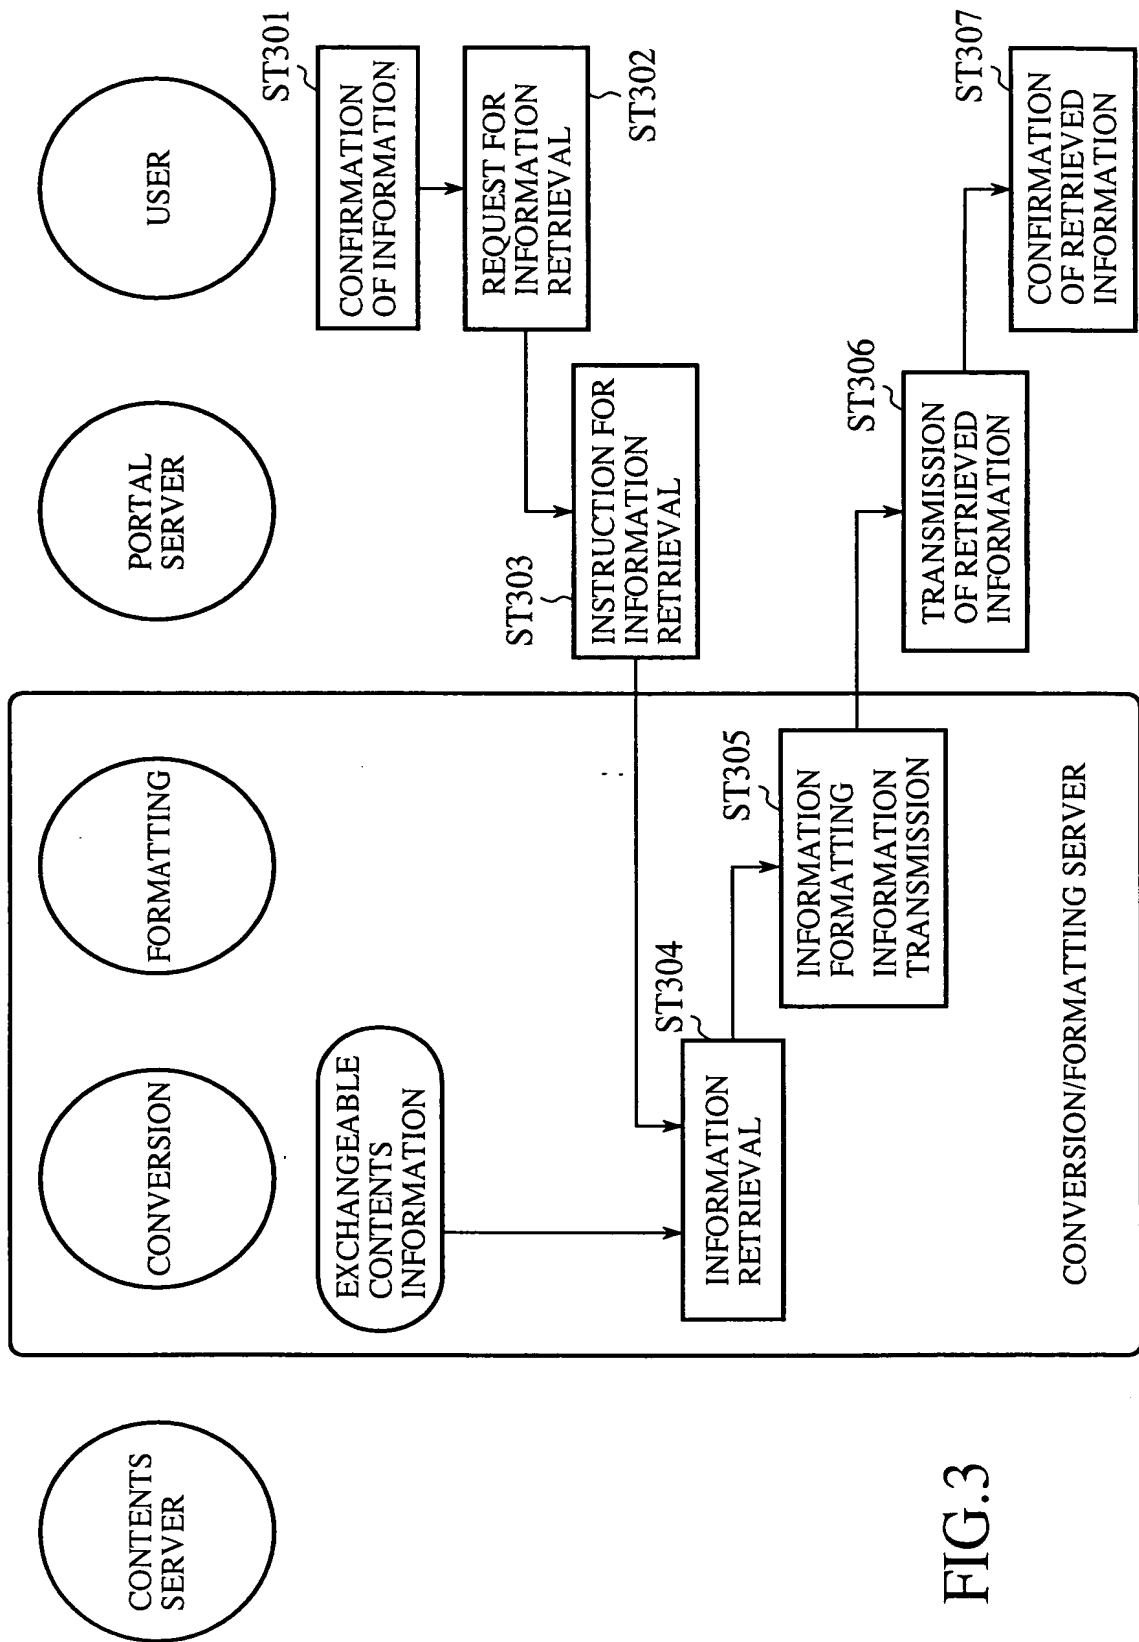 CONTENTS
SERVER
CONVERSION
FORMATTING
PORTAL
SERVER
USER
EXCHANGEABLE
CONTENTS
INFORMATION
ST301
CONFIRMATION
OF INFORMATION
REQUEST FOR
INFORMATION
RETRIEVAL
ST302
ST303
INSTRUCTION FOR
INFORMATION
RETRIEVAL
ST304
INFORMATION
RETRIEVAL
ST305
INFORMATION
FORMATTING
INFORMATION
TRANSMISSION
ST306
TRANSMISSION
OF RETRIEVED
INFORMATION
ST307
CONFIRMATION
OF RETRIEVED
INFORMATION
CONVERSION/FORMATTING SERVER
FIG.3